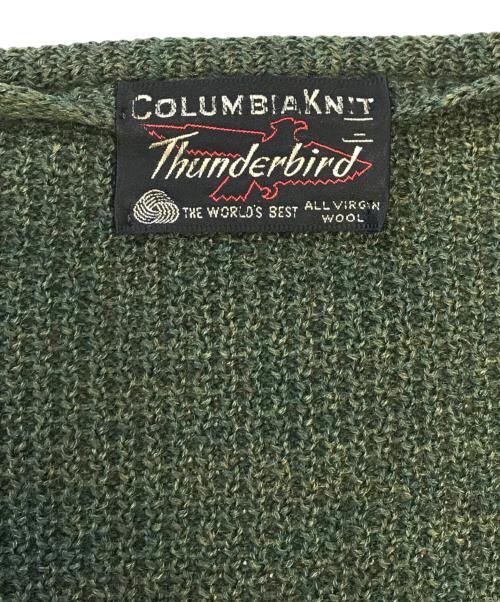 COLUMBIAKNIT
Thunderbird
THE WORLD'S BEST ALL VIRGIN
WOOL